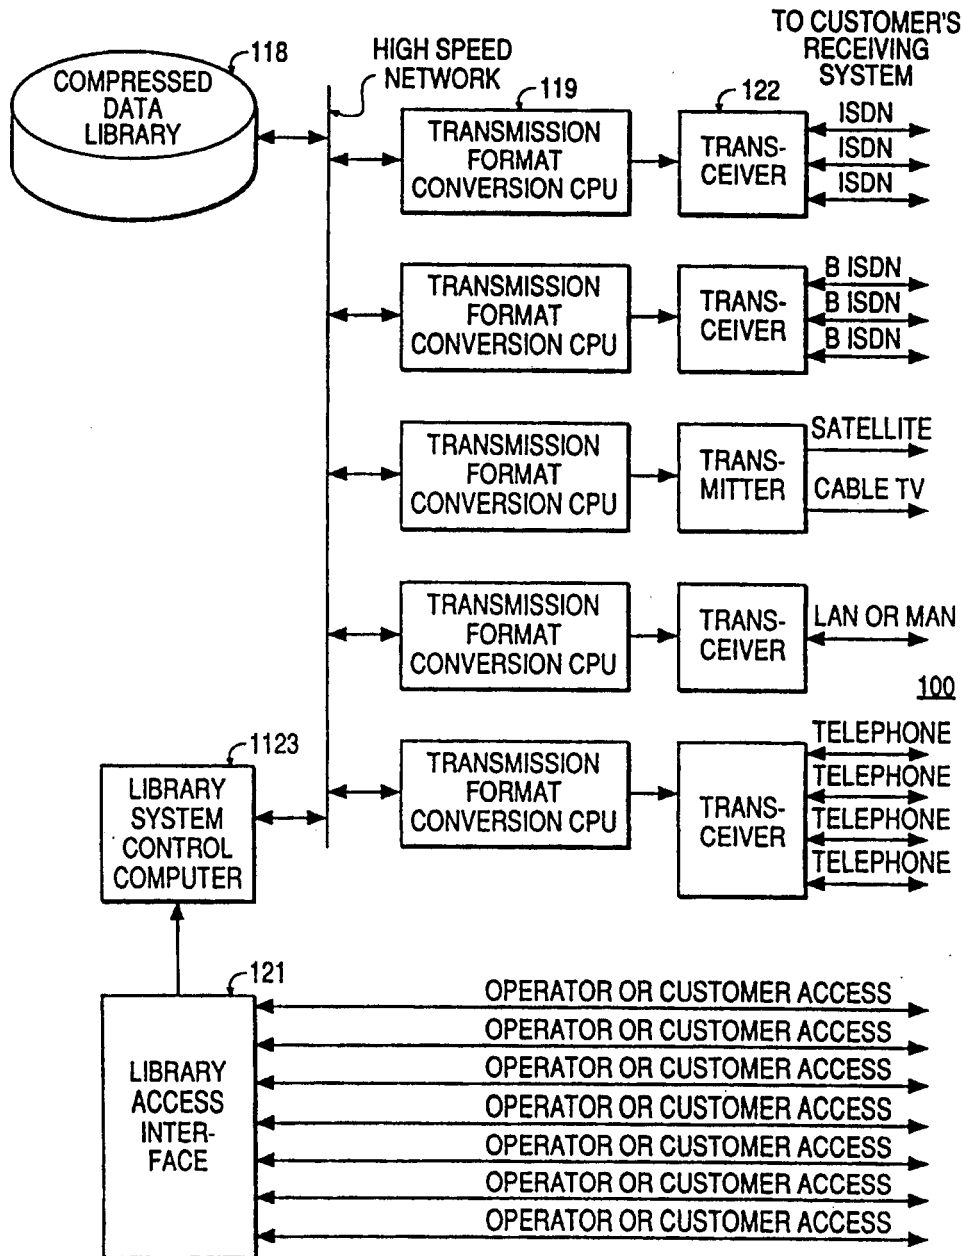 TO CUSTOMER'S
RECEIVING
SYSTEM
118
COMPRESSED
DATA
LIBRARY
HIGH SPEED
NETWORK
119
TRANSMISSION
FORMAT
CONVERSION CPU
122
TRANS-
CEIVER
ISDN
ISDN
ISDN
TRANSMISSION
FORMAT
CONVERSION CPU
TRANS-
CEIVER
B ISDN
B ISDN
B ISDN
TRANSMISSION
FORMAT
CONVERSION CPU
TRANS-
MITTER
SATELLITE
CABLE TV
TRANSMISSION
FORMAT
CONVERSION CPU
TRANS-
CEIVER
LAN OR MAN
100
1123
LIBRARY
SYSTEM
CONTROL
COMPUTER
TRANSMISSION
FORMAT
CONVERSION CPU
TRANS-
CEIVER
TELEPHONE
TELEPHONE
TELEPHONE
TELEPHONE
121
LIBRARY
ACCESS
INTER-
FACE
OPERATOR OR CUSTOMER ACCESS
OPERATOR OR CUSTOMER ACCESS
OPERATOR OR CUSTOMER ACCESS
OPERATOR OR CUSTOMER ACCESS
OPERATOR OR CUSTOMER ACCESS
OPERATOR OR CUSTOMER ACCESS
OPERATOR OR CUSTOMER ACCESS